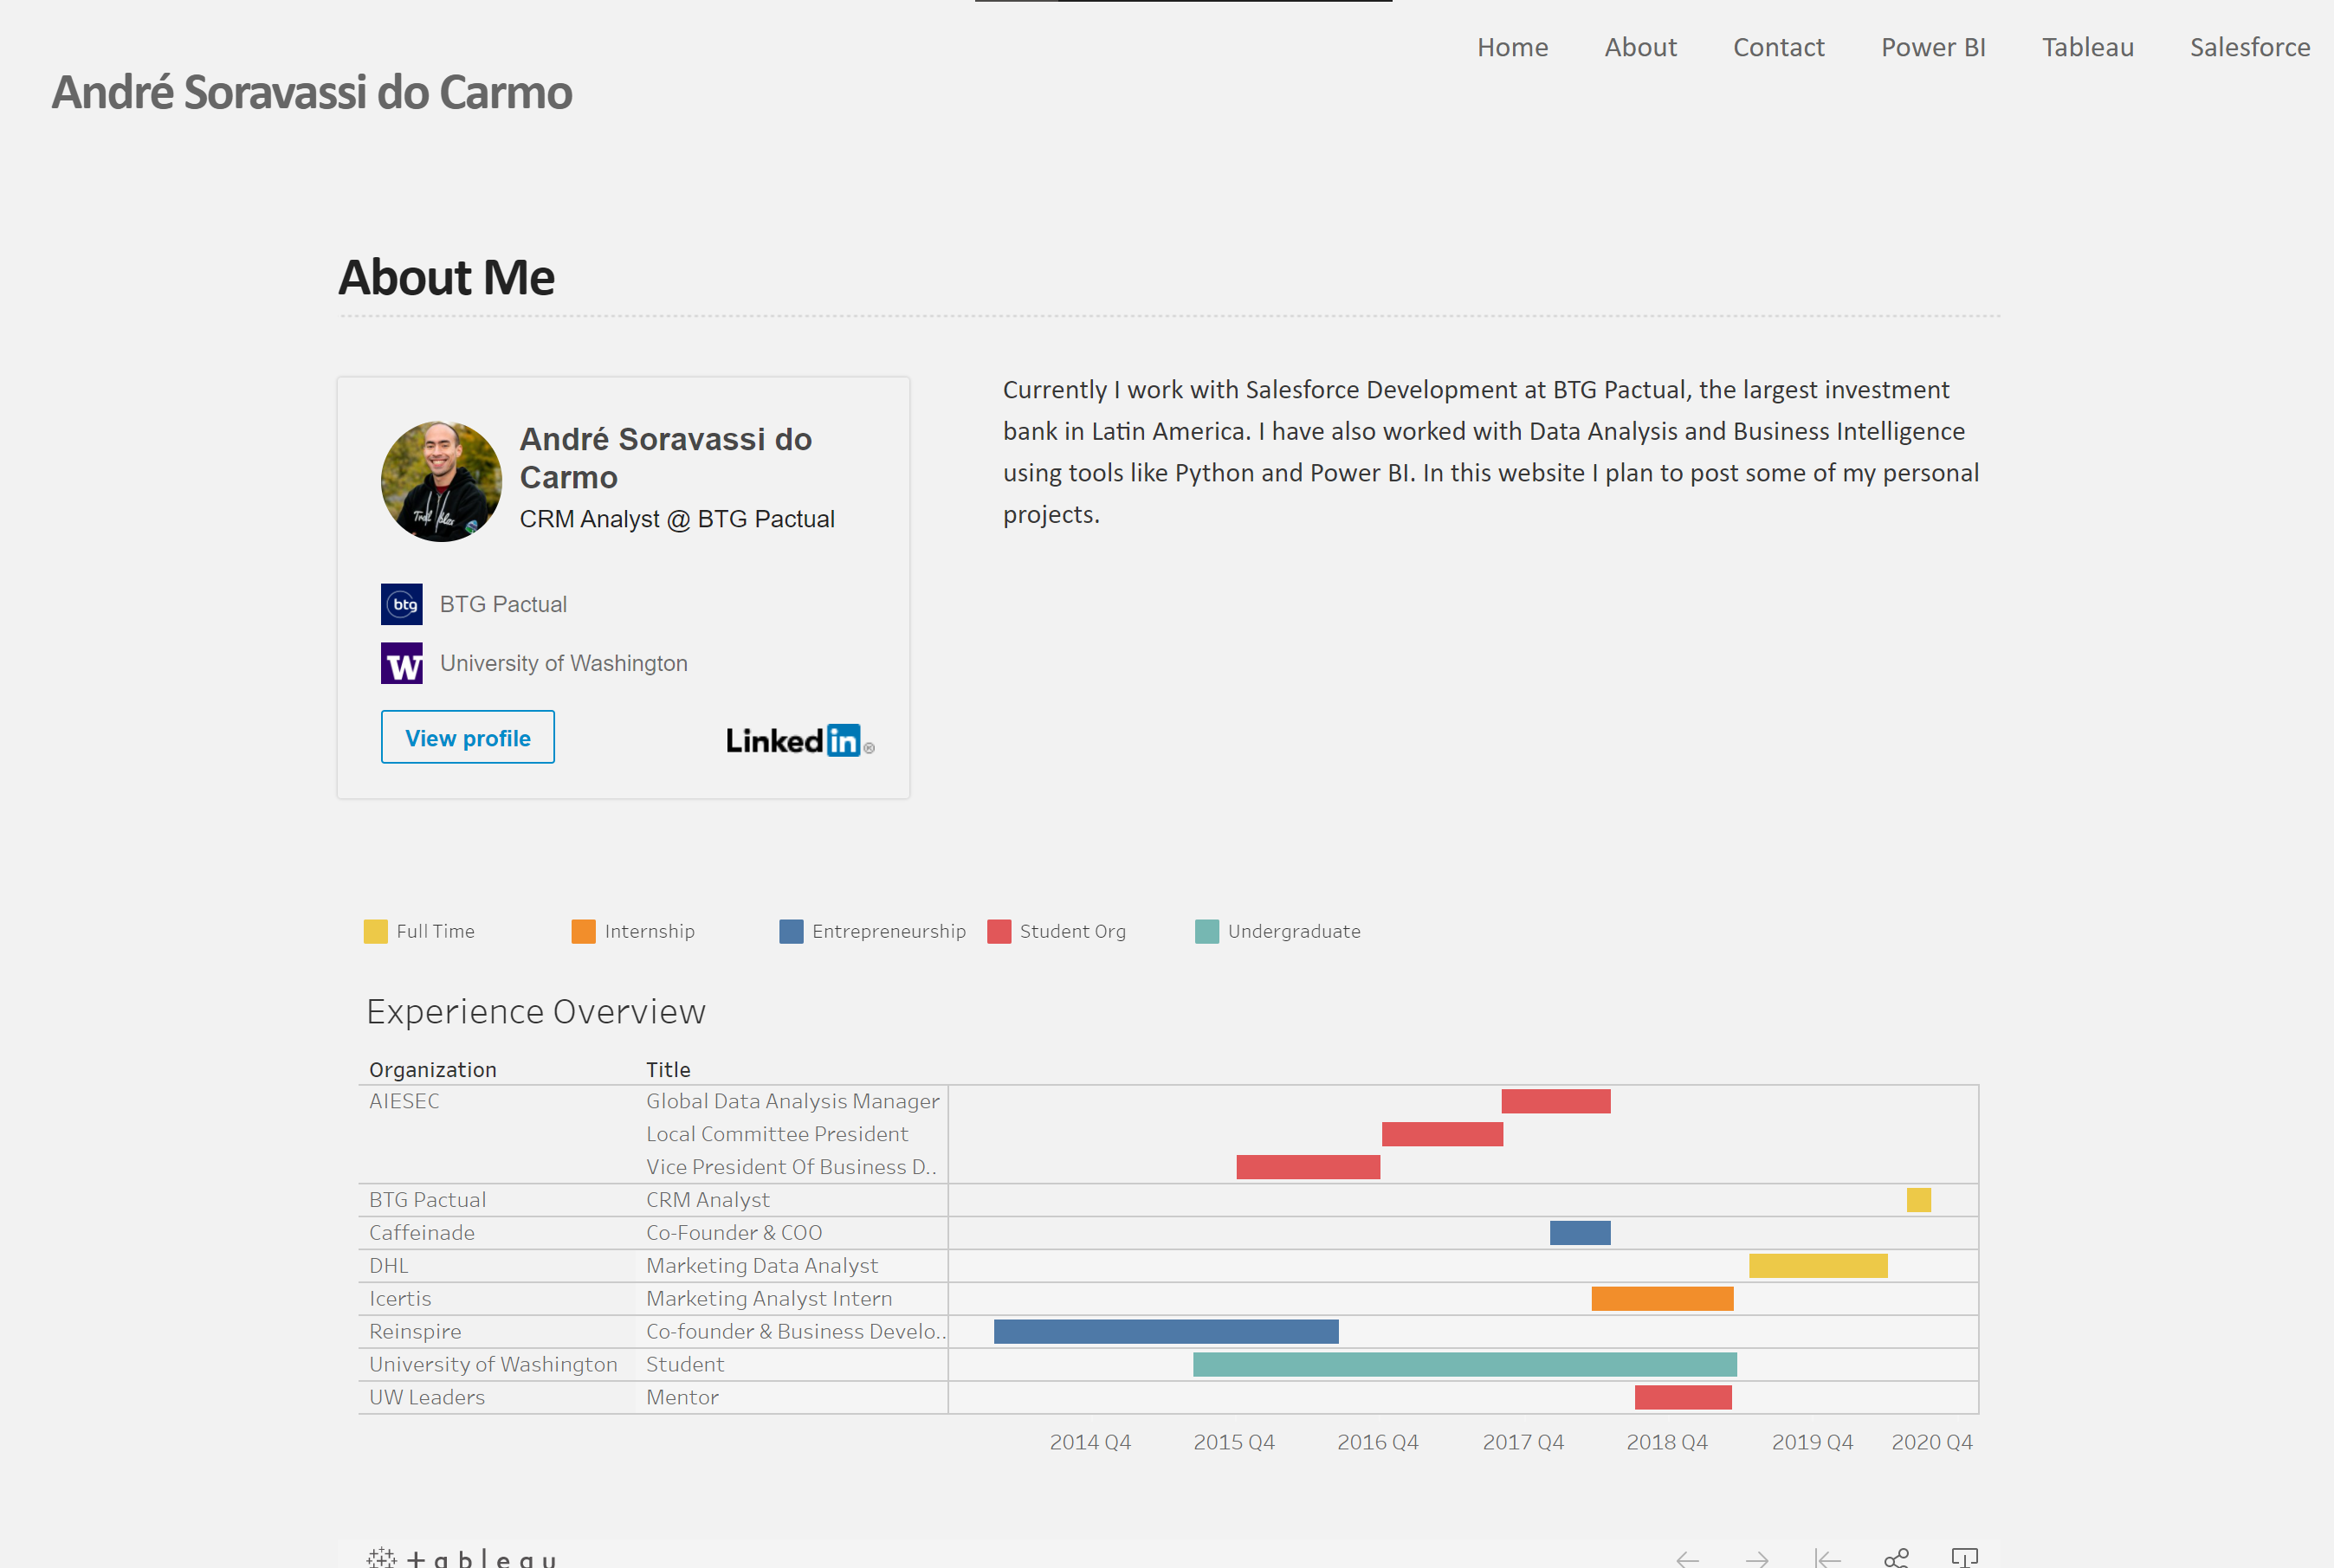 Home About Contact Power BI Tableau Salesforce
André Soravassi do Carmo
About Me
André Soravassi do
Carmo
CRM Analyst @ BTG Pactual
btg BTG Pactual
W University of Washington
View profile
Linked in ®
Currently I work with Salesforce Development at BTG Pactual, the largest investment
bank in Latin America. I have also worked with Data Analysis and Business Intelligence
using tools like Python and Power BI. In this website I plan to post some of my personal
projects.
Full Time Internship Entrepreneurship Student Org Undergraduate
Experience Overview
Organization Title
AIESEC Global Data Analysis Manager
Local Committee President
Vice President Of Business D..
BTG Pactual CRM Analyst
Caffeinade Co-Founder & COO
DHL Marketing Data Analyst
Icertis Marketing Analyst Intern
Reinspire Co-founder & Business Develo..
University of Washington Student
UW Leaders Mentor
2014 Q4 2015 Q4 2016 Q4 2017 Q4 2018 Q4 2019 Q4 2020 Q4
+ableau